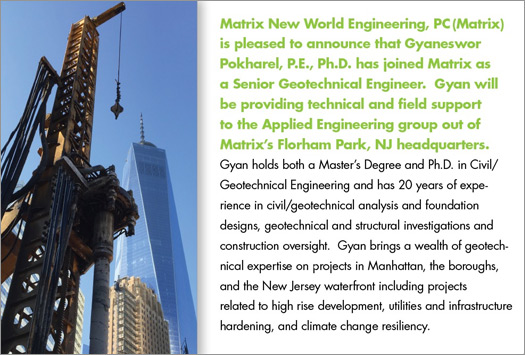 Matrix New World Engineering, PC (Matrix)
is pleased to announce that Gyaneswor
Pokharel, P.E., Ph.D. has joined Matrix as
a Senior Geotechnical Engineer.  Gyan will
be providing technical and field support
to the Applied Engineering group out of
Matrix's Florham Park, NJ headquarters.
Gyan holds both a Master's Degree and Ph.D. in Civil/
Geotechnical Engineering and has 20 years of expe-
rience in civil/geotechnical analysis and foundation
designs, geotechnical and structural investigations and
construction oversight.  Gyan brings a wealth of geotech-
nical expertise on projects in Manhattan, the boroughs,
and the New Jersey waterfront including projects
related to high rise development, utilities and infrastructure
hardening, and climate change resiliency.